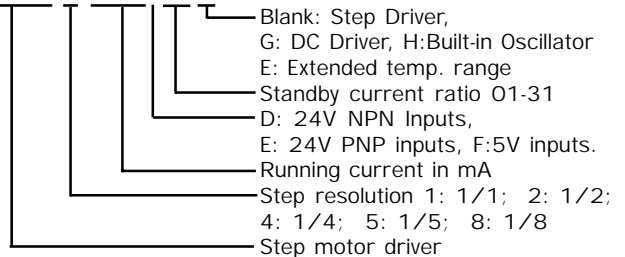 Blank: Step Driver,
G: DC Driver, H:Built-in Oscillator
E: Extended temp. range
Standby current ratio 01-31
D: 24V NPN Inputs,
E: 24V PNP inputs, F:5V inputs.
Running current in mA
Step resolution 1: 1/1; 2: 1/2;
4: 1/4; 5: 1/5; 8: 1/8
Step motor driver